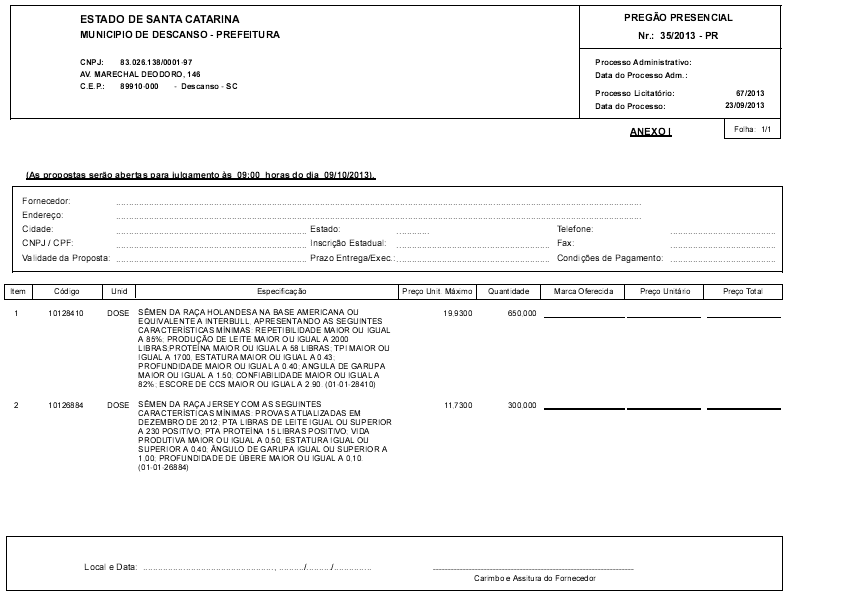 ESTADO DE SANTA CATARINA
MUNICIPIO DE DESCANSO - PREFEITURA
CNPJ: 83.026.138/0001-97
AV. MARECHAL DEODORO, 146
C.E.P.: 89910-000 - Descanso - SC
PREGÃO PRESENCIAL
Nr.: 35/2013 - PR
Processo Administrativo:
Data do Processo Adm.:
Processo Licitatório: 67/2013
Data do Processo: 23/09/2013
ANEXO I
Folha: 1/1
(As propostas serão abertas para julgamento às 09:00 horas do dia 09/10/2013).
Fornecedor:
Endereço:
Cidade: Estado: Telefone:
CNPJ / CPF: Inscrição Estadual: Fax:
Validade da Proposta: Prazo Entrega/Exec.: Condições de Pagamento:
Item Código Unid Especificação Preço Unit. Máximo Quantidade Marca Oferecida Preço Unitário Preço Total
1 10128410 DOSE SÊMEN DA RAÇA HOLANDESA NA BASE AMERICANA OU 19,9300 650,000
EQUIVALENTE A INTERBULL, APRESENTANDO AS SEGUINTES
CARACTERÍSTICAS MÍNIMAS: REPETIBILIDADE MAIOR OU IGUAL
A 85%; PRODUÇÃO DE LEITE MAIOR OU IGUAL A 2000
LIBRAS;PROTEÍNA MAIOR OU IGUAL A 58 LIBRAS; TPI MAIOR OU
IGUAL A 1700; ESTATURA MAIOR OU IGUAL A 0.43;
PROFUNDIDADE MAIOR OU IGUAL A 0.40; ANGULA DE GARUPA
MAIOR OU IGUAL A 1.50; CONFIABILIDADE MAIOR OU IGUAL A
82%; ESCORE DE CCS MAIOR OU IGUAL A 2.90. (01-01-28410)
2 10126884 DOSE SÊMEN DA RAÇA JERSEY COM AS SEGUINTES 11,7300 300,000
CARACTERÍSTICAS MÍNIMAS: PROVAS ATUALIZADAS EM
DEZEMBRO DE 2012; PTA LIBRAS DE LEITE IGUAL OU SUPERIOR
A 230 POSITIVO; PTA PROTEÍNA 15 LIBRAS POSITIVO; VIDA
PRODUTIVA MAIOR OU IGUAL A 0.50; ESTATURA IGUAL OU
SUPERIOR A 0.40; ÂNGULO DE GARUPA IGUAL OU SUPERIOR A
1.00; PROFUNDIDADE DE ÚBERE MAIOR OU IGUAL A 0.10.
(01-01-26884)
Local e Data: ........................................, ........./........./.............
Carimbo e Assitura do Fornecedor